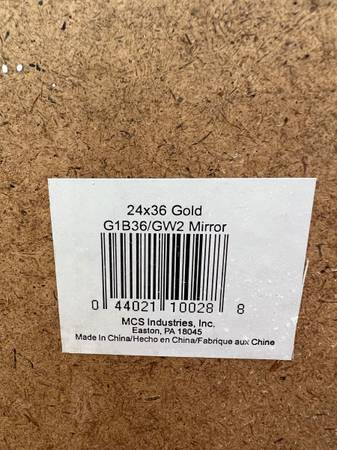 24x36 Gold
G1B36/GW2 Mirror
0 44021 10028 8
MCS Industries, Inc.
Easton, PA 18045
Made In China/Hecho en China/Fabrique aux Chine